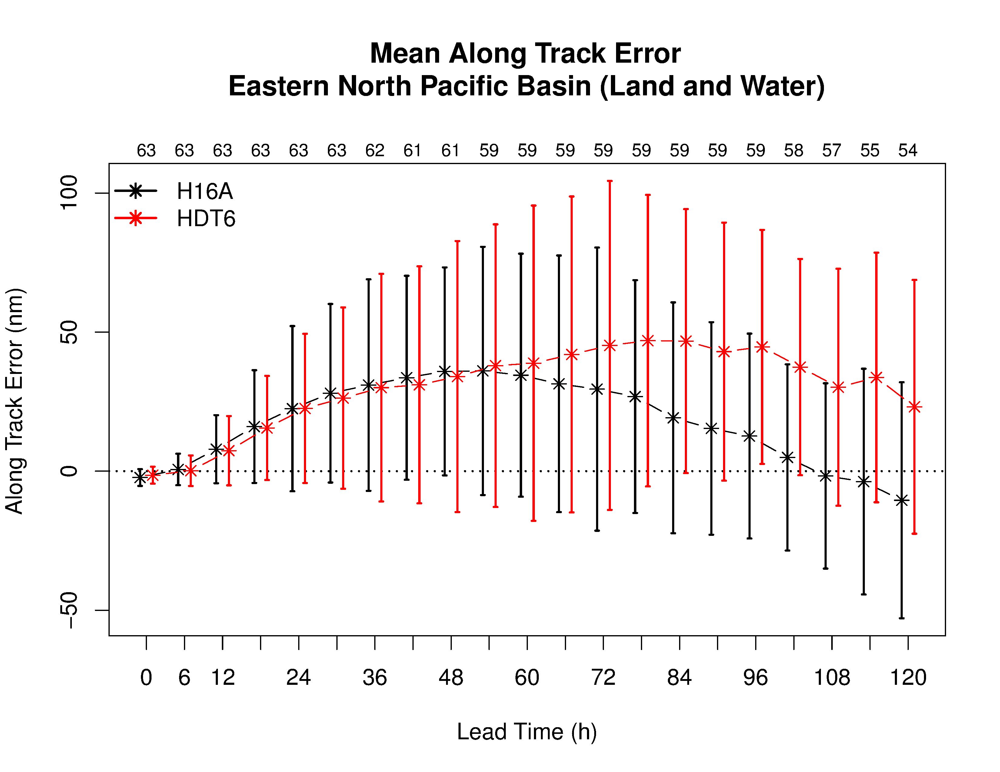 Mean Along Track Error
Eastern North Pacific Basin (Land and Water)
63 63 63 63 63 63 62 61 61 59 59 59 59 59 59 59 59 58 57 55 54
H16A
HDT6
100
50
0
−50
Along Track Error (nm)
0 6 12 24 36 48 60 72 84 96 108 120
Lead Time (h)